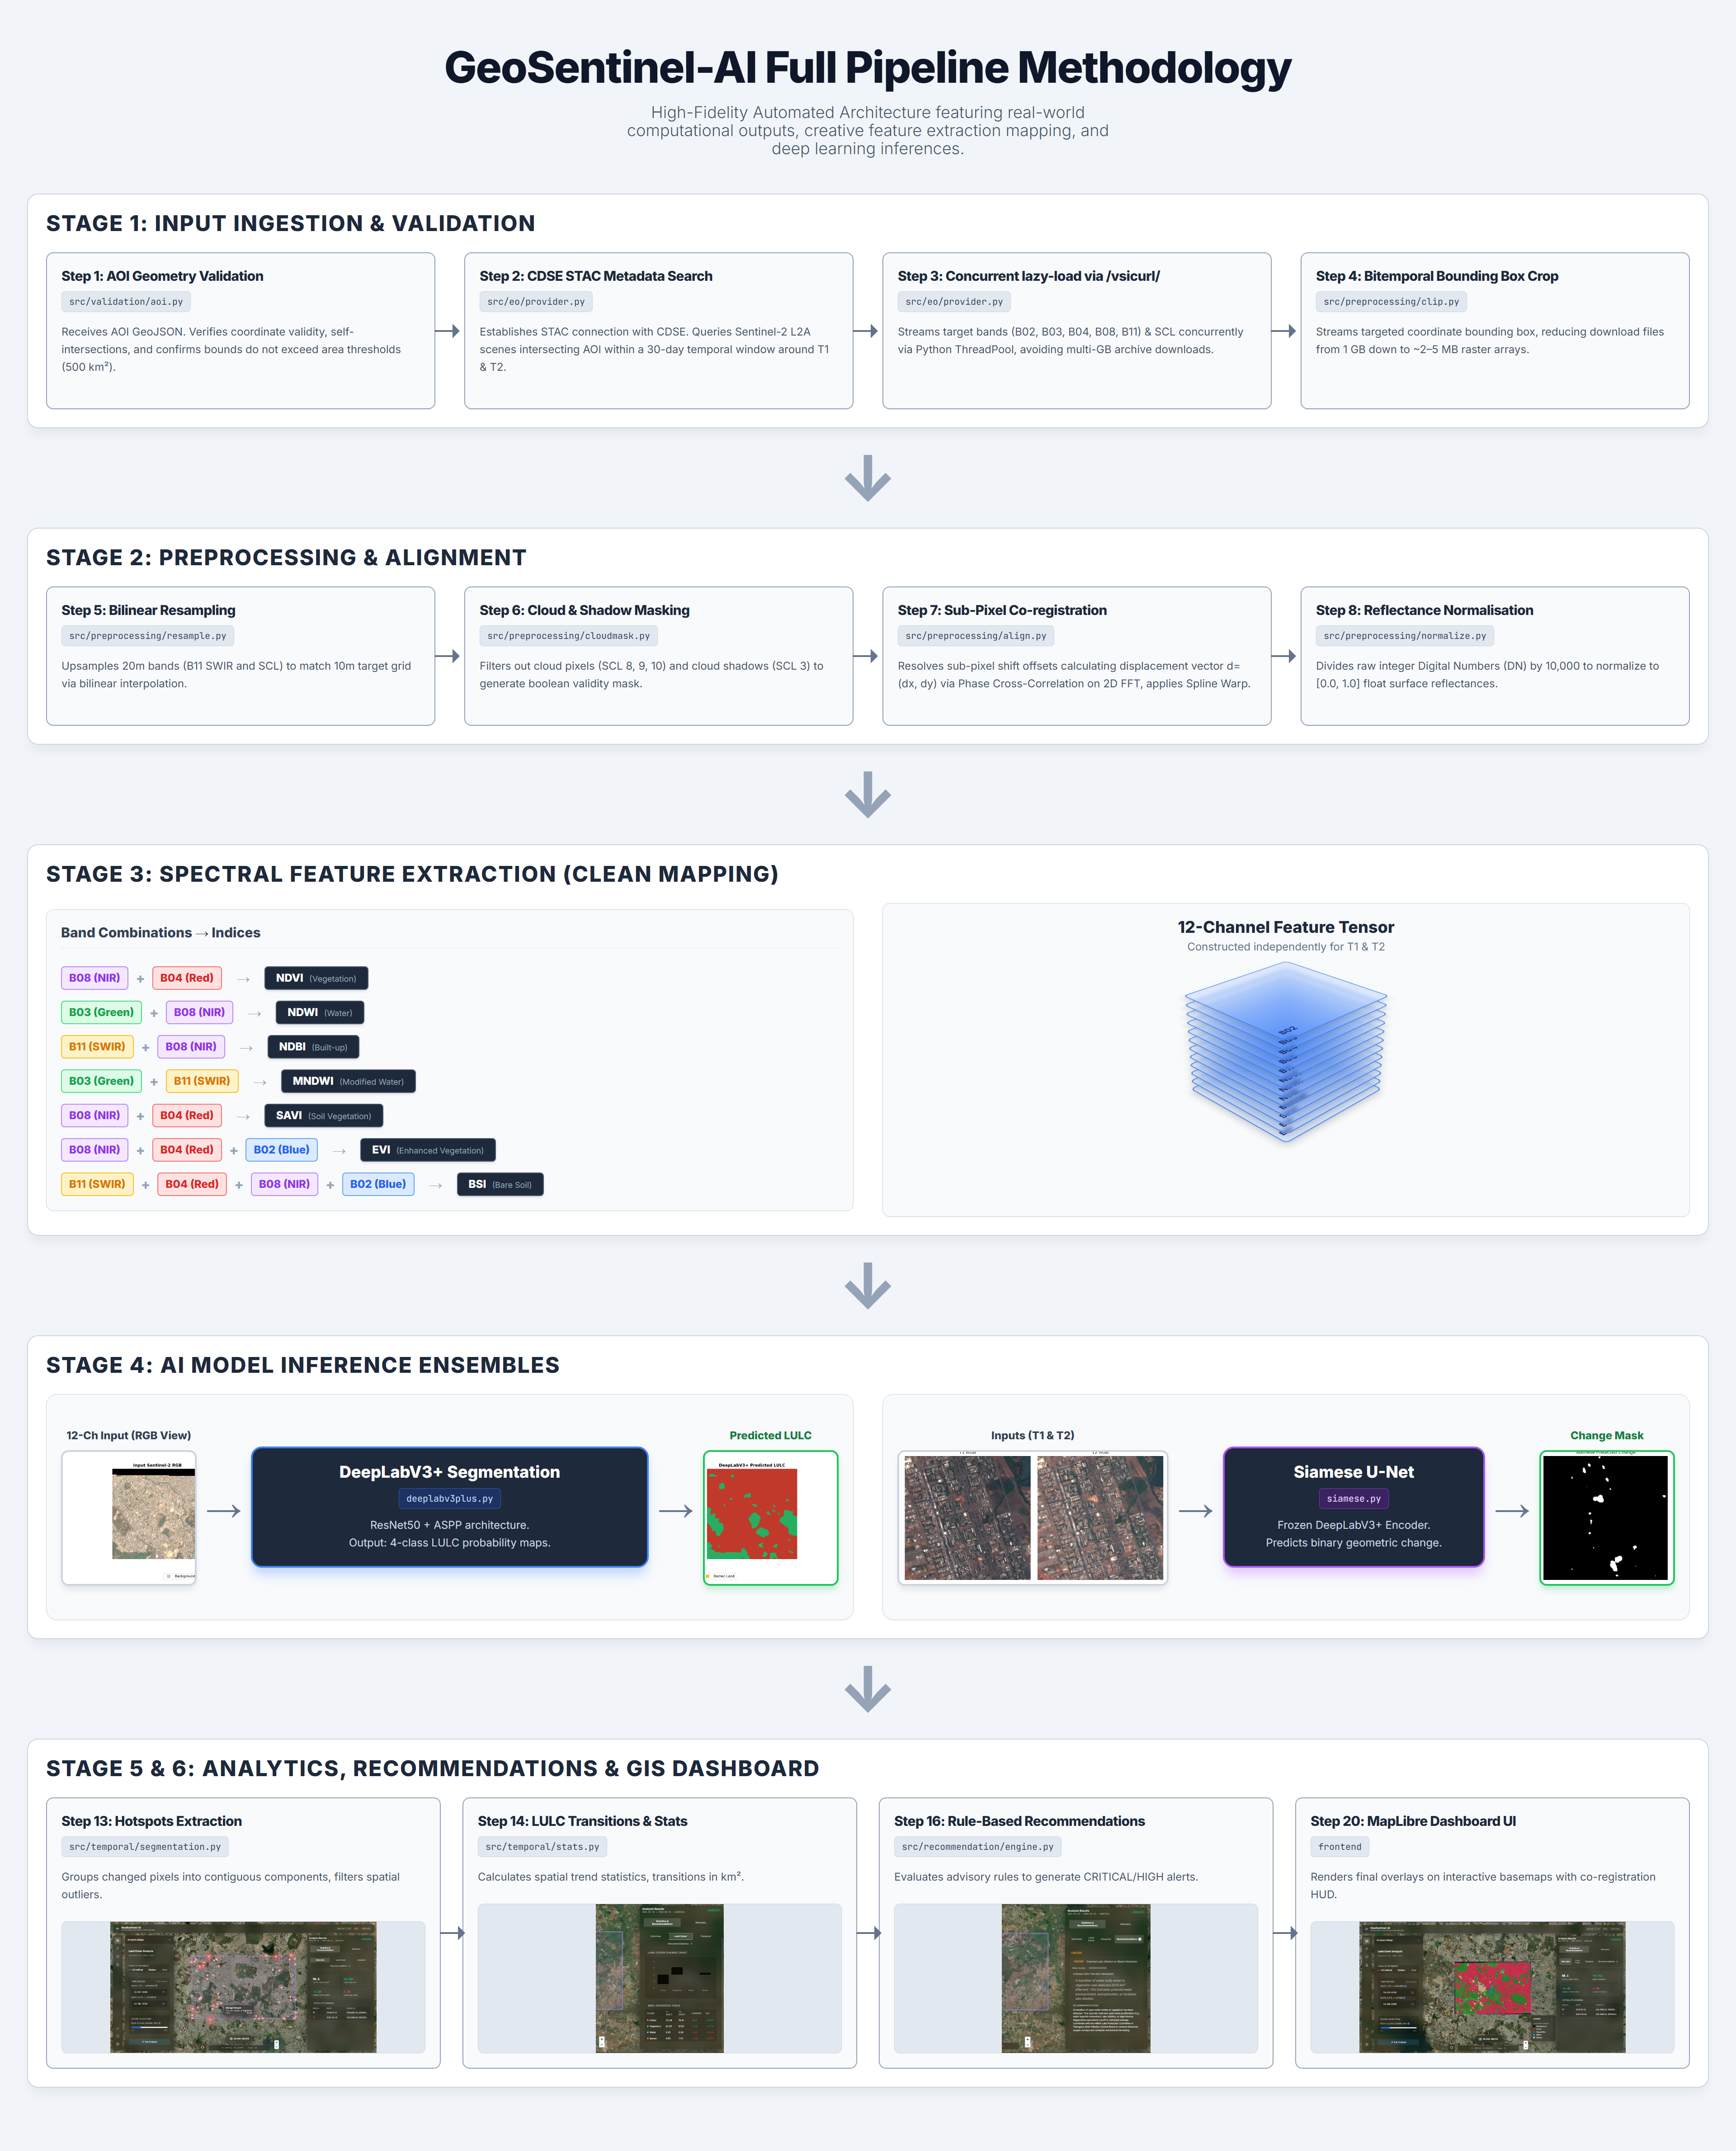 GeoSentinel-AI Full Pipeline Methodology
High-Fidelity Automated Architecture featuring real-world
computational outputs, creative feature extraction mapping, and
deep learning inferences.
STAGE 1: INPUT INGESTION & VALIDATION
Step 1: AOI Geometry Validation
src/validation/aoi.py
Receives AOI GeoJSON. Verifies coordinate validity, self-
intersections, and confirms bounds do not exceed area thresholds
(500 km²).
Step 2: CDSE STAC Metadata Search
src/eo/provider.py
Establishes STAC connection with CDSE. Queries Sentinel-2 L2A
scenes intersecting AOI within a 30-day temporal window around T1
& T2.
Step 3: Concurrent lazy-load via /vsicurl/
src/eo/provider.py
Streams target bands (B02, B03, B04, B08, B11) & SCL concurrently
via Python ThreadPool, avoiding multi-GB archive downloads.
Step 4: Bitemporal Bounding Box Crop
src/preprocessing/clip.py
Streams targeted coordinate bounding box, reducing download files
from 1 GB down to ~2–5 MB raster arrays.
STAGE 2: PREPROCESSING & ALIGNMENT
Step 5: Bilinear Resampling
src/preprocessing/resample.py
Upsamples 20m bands (B11 SWIR and SCL) to match 10m target grid
via bilinear interpolation.
Step 6: Cloud & Shadow Masking
src/preprocessing/cloudmask.py
Filters out cloud pixels (SCL 8, 9, 10) and cloud shadows (SCL 3) to
generate boolean validity mask.
Step 7: Sub-Pixel Co-registration
src/preprocessing/align.py
Resolves sub-pixel shift offsets calculating displacement vector d=
(dx, dy) via Phase Cross-Correlation on 2D FFT, applies Spline Warp.
Step 8: Reflectance Normalisation
src/preprocessing/normalize.py
Divides raw integer Digital Numbers (DN) by 10,000 to normalize to
[0.0, 1.0] float surface reflectances.
STAGE 3: SPECTRAL FEATURE EXTRACTION (CLEAN MAPPING)
Band Combinations → Indices
B08 (NIR) + B04 (Red) → NDVI (Vegetation)
B03 (Green) + B08 (NIR) → NDWI (Water)
B11 (SWIR) + B08 (NIR) → NDBI (Built-up)
B03 (Green) + B11 (SWIR) → MNDWI (Modified Water)
B08 (NIR) + B04 (Red) → SAVI (Soil Vegetation)
B08 (NIR) + B04 (Red) + B02 (Blue) → EVI (Enhanced Vegetation)
B11 (SWIR) + B04 (Red) + B08 (NIR) + B02 (Blue) → BSI (Bare Soil)
12-Channel Feature Tensor
Constructed independently for T1 & T2
B02
STAGE 4: AI MODEL INFERENCE ENSEMBLES
12-Ch Input (RGB View)
Input Sentinel-2 RGB
Background
DeepLabV3+ Segmentation
deeplabv3plus.py
ResNet50 + ASPP architecture.
Output: 4-class LULC probability maps.
Predicted LULC
DeepLabV3+ Predicted LULC
Barren Land
Inputs (T1 & T2)
Siamese U-Net
siamese.py
Frozen DeepLabV3+ Encoder.
Predicts binary geometric change.
Change Mask
STAGE 5 & 6: ANALYTICS, RECOMMENDATIONS & GIS DASHBOARD
Step 13: Hotspots Extraction
src/temporal/segmentation.py
Groups changed pixels into contiguous components, filters spatial
outliers.
Step 14: LULC Transitions & Stats
src/temporal/stats.py
Calculates spatial trend statistics, transitions in km².
Step 16: Rule-Based Recommendations
src/recommendation/engine.py
Evaluates advisory rules to generate CRITICAL/HIGH alerts.
Step 20: MapLibre Dashboard UI
frontend
Renders final overlays on interactive basemaps with co-registration
HUD.